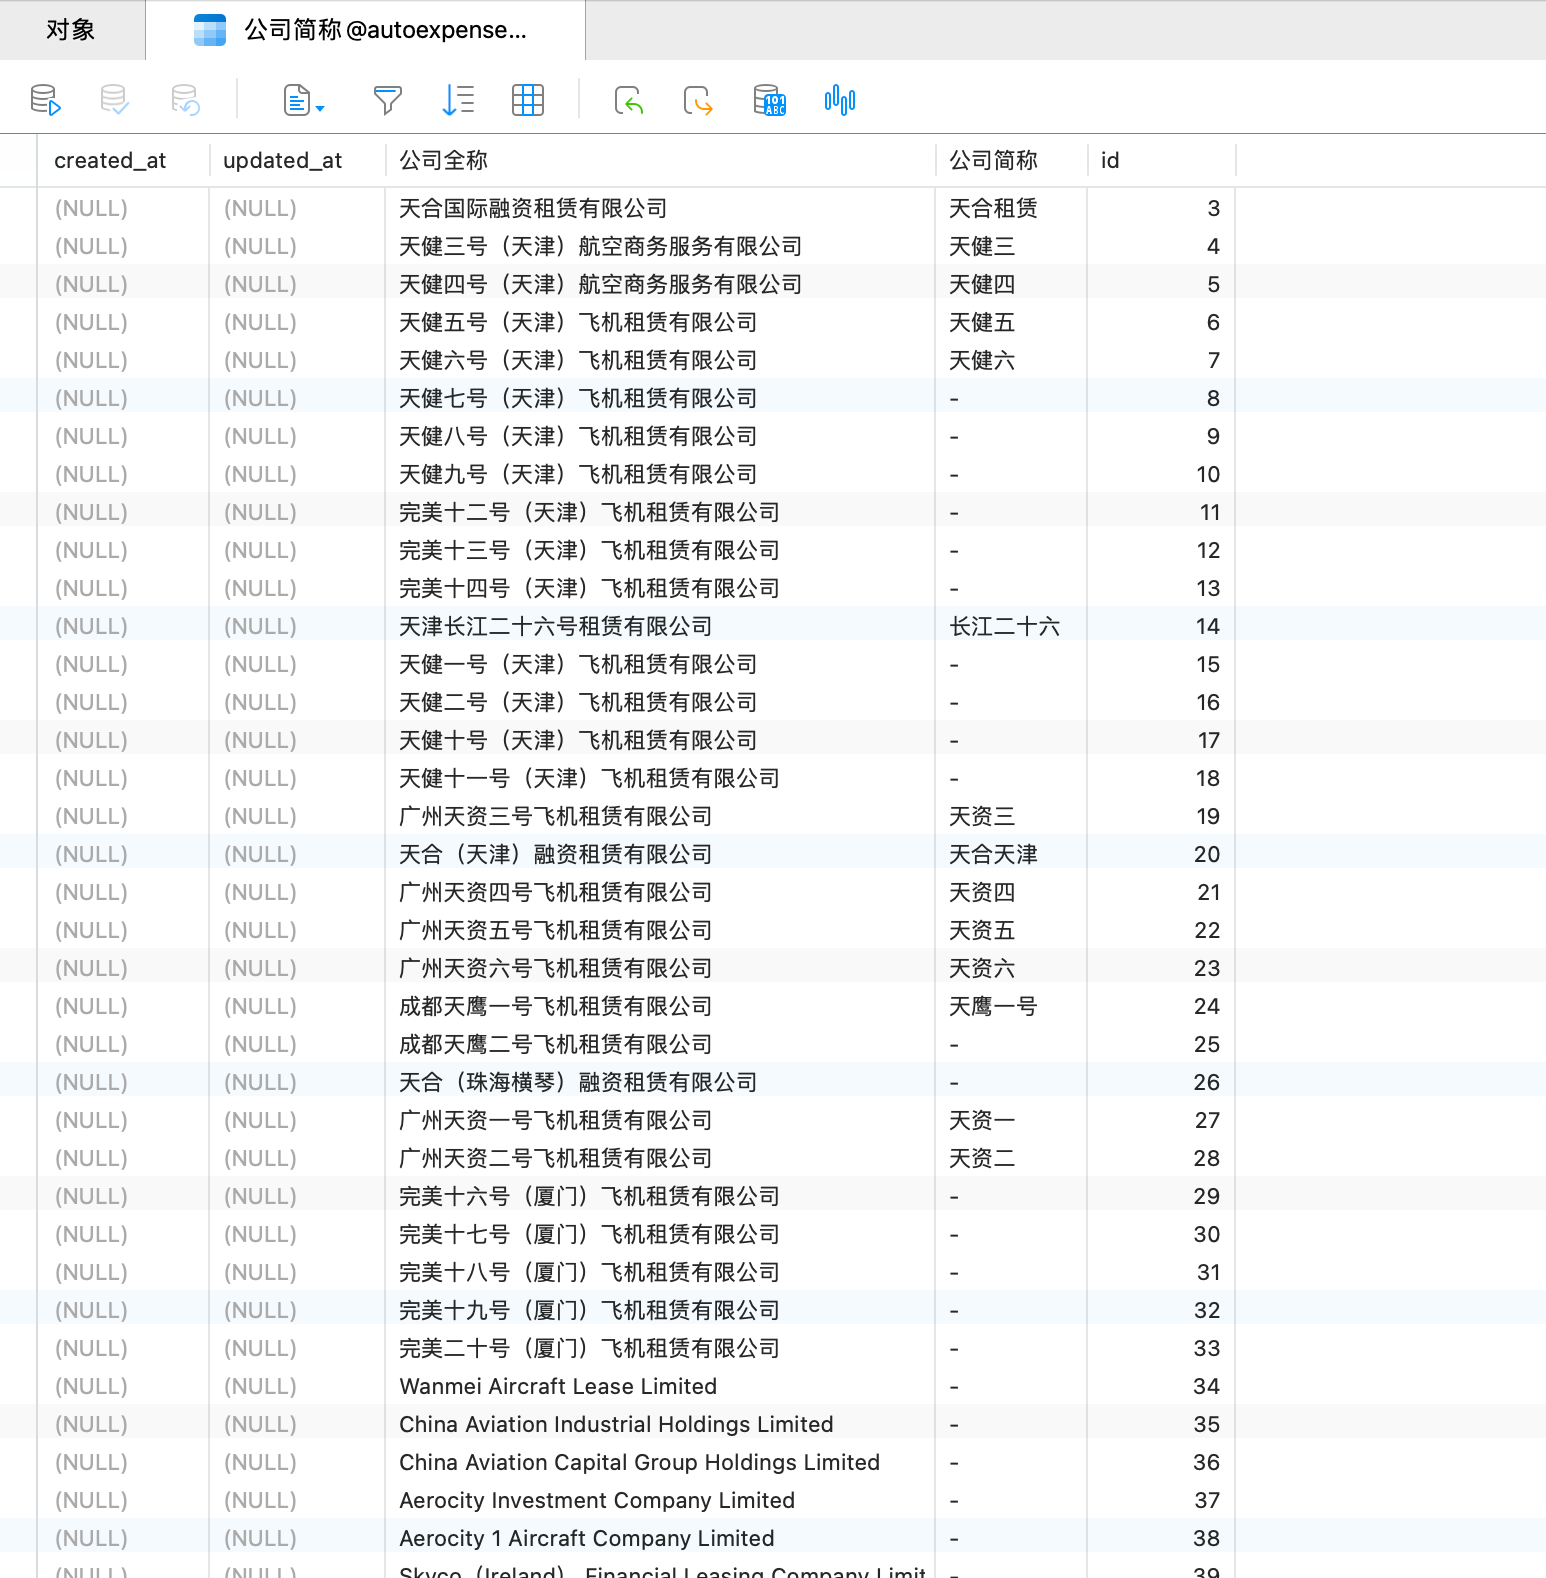 对象
公司简称@autoexpense...
created_at updated_at 公司全称 公司简称 id
(NULL) (NULL) 天合国际融资租赁有限公司 天合租赁 3
(NULL) (NULL) 天健三号（天津）航空商务服务有限公司 天健三 4
(NULL) (NULL) 天健四号（天津）航空商务服务有限公司 天健四 5
(NULL) (NULL) 天健五号（天津）飞机租赁有限公司 天健五 6
(NULL) (NULL) 天健六号（天津）飞机租赁有限公司 天健六 7
(NULL) (NULL) 天健七号（天津）飞机租赁有限公司 - 8
(NULL) (NULL) 天健八号（天津）飞机租赁有限公司 - 9
(NULL) (NULL) 天健九号（天津）飞机租赁有限公司 - 10
(NULL) (NULL) 完美十二号（天津）飞机租赁有限公司 - 11
(NULL) (NULL) 完美十三号（天津）飞机租赁有限公司 - 12
(NULL) (NULL) 完美十四号（天津）飞机租赁有限公司 - 13
(NULL) (NULL) 天津长江二十六号租赁有限公司 长江二十六 14
(NULL) (NULL) 天健一号（天津）飞机租赁有限公司 - 15
(NULL) (NULL) 天健二号（天津）飞机租赁有限公司 - 16
(NULL) (NULL) 天健十号（天津）飞机租赁有限公司 - 17
(NULL) (NULL) 天健十一号（天津）飞机租赁有限公司 - 18
(NULL) (NULL) 广州天资三号飞机租赁有限公司 天资三 19
(NULL) (NULL) 天合（天津）融资租赁有限公司 天合天津 20
(NULL) (NULL) 广州天资四号飞机租赁有限公司 天资四 21
(NULL) (NULL) 广州天资五号飞机租赁有限公司 天资五 22
(NULL) (NULL) 广州天资六号飞机租赁有限公司 天资六 23
(NULL) (NULL) 成都天鹰一号飞机租赁有限公司 天鹰一号 24
(NULL) (NULL) 成都天鹰二号飞机租赁有限公司 - 25
(NULL) (NULL) 天合（珠海横琴）融资租赁有限公司 - 26
(NULL) (NULL) 广州天资一号飞机租赁有限公司 天资一 27
(NULL) (NULL) 广州天资二号飞机租赁有限公司 天资二 28
(NULL) (NULL) 完美十六号（厦门）飞机租赁有限公司 - 29
(NULL) (NULL) 完美十七号（厦门）飞机租赁有限公司 - 30
(NULL) (NULL) 完美十八号（厦门）飞机租赁有限公司 - 31
(NULL) (NULL) 完美十九号（厦门）飞机租赁有限公司 - 32
(NULL) (NULL) 完美二十号（厦门）飞机租赁有限公司 - 33
(NULL) (NULL) Wanmei Aircraft Lease Limited - 34
(NULL) (NULL) China Aviation Industrial Holdings Limited - 35
(NULL) (NULL) China Aviation Capital Group Holdings Limited - 36
(NULL) (NULL) Aerocity Investment Company Limited - 37
(NULL) (NULL) Aerocity 1 Aircraft Company Limited - 38
(NULL) (NULL) Skyco（Ireland） Financial Leasing Company Limit - 39